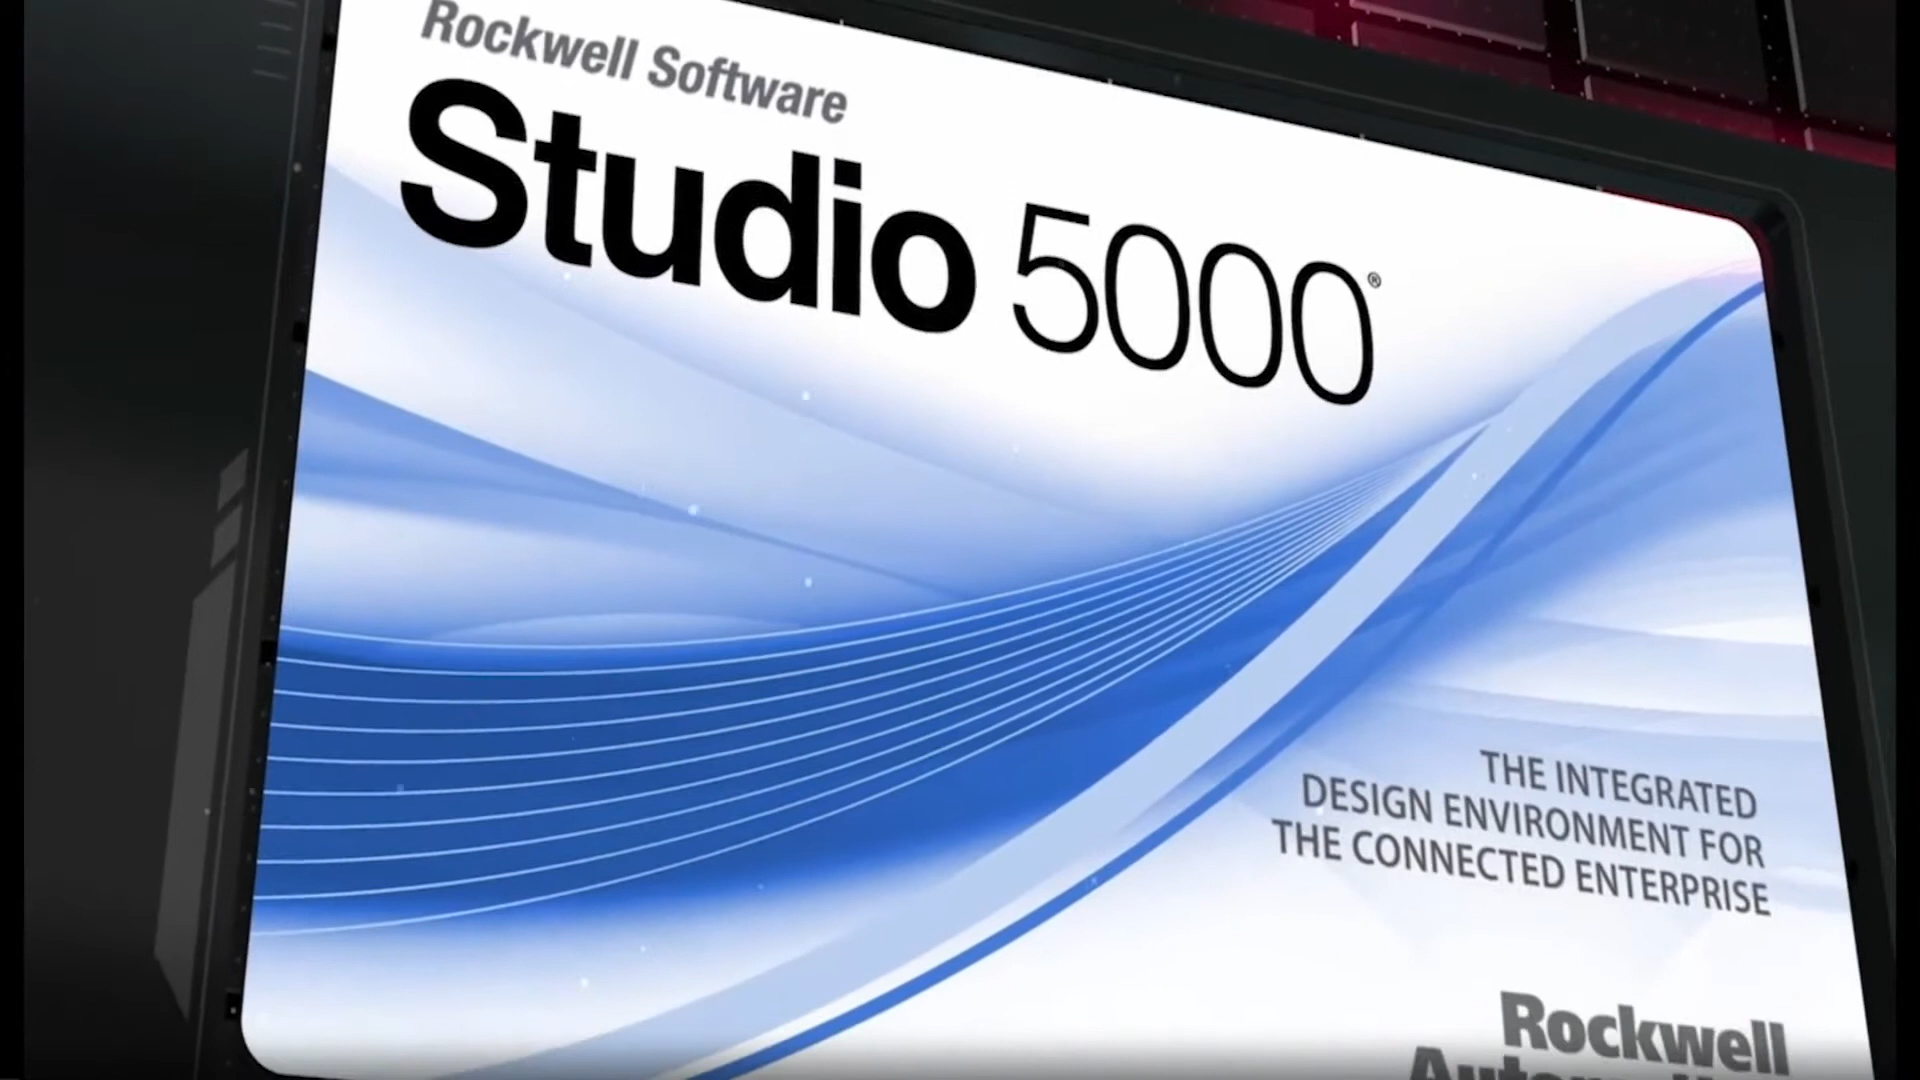 Rockwell Software
Studio 5000®
THE INTEGRATED
DESIGN ENVIRONMENT FOR
THE CONNECTED ENTERPRISE
Rockwell